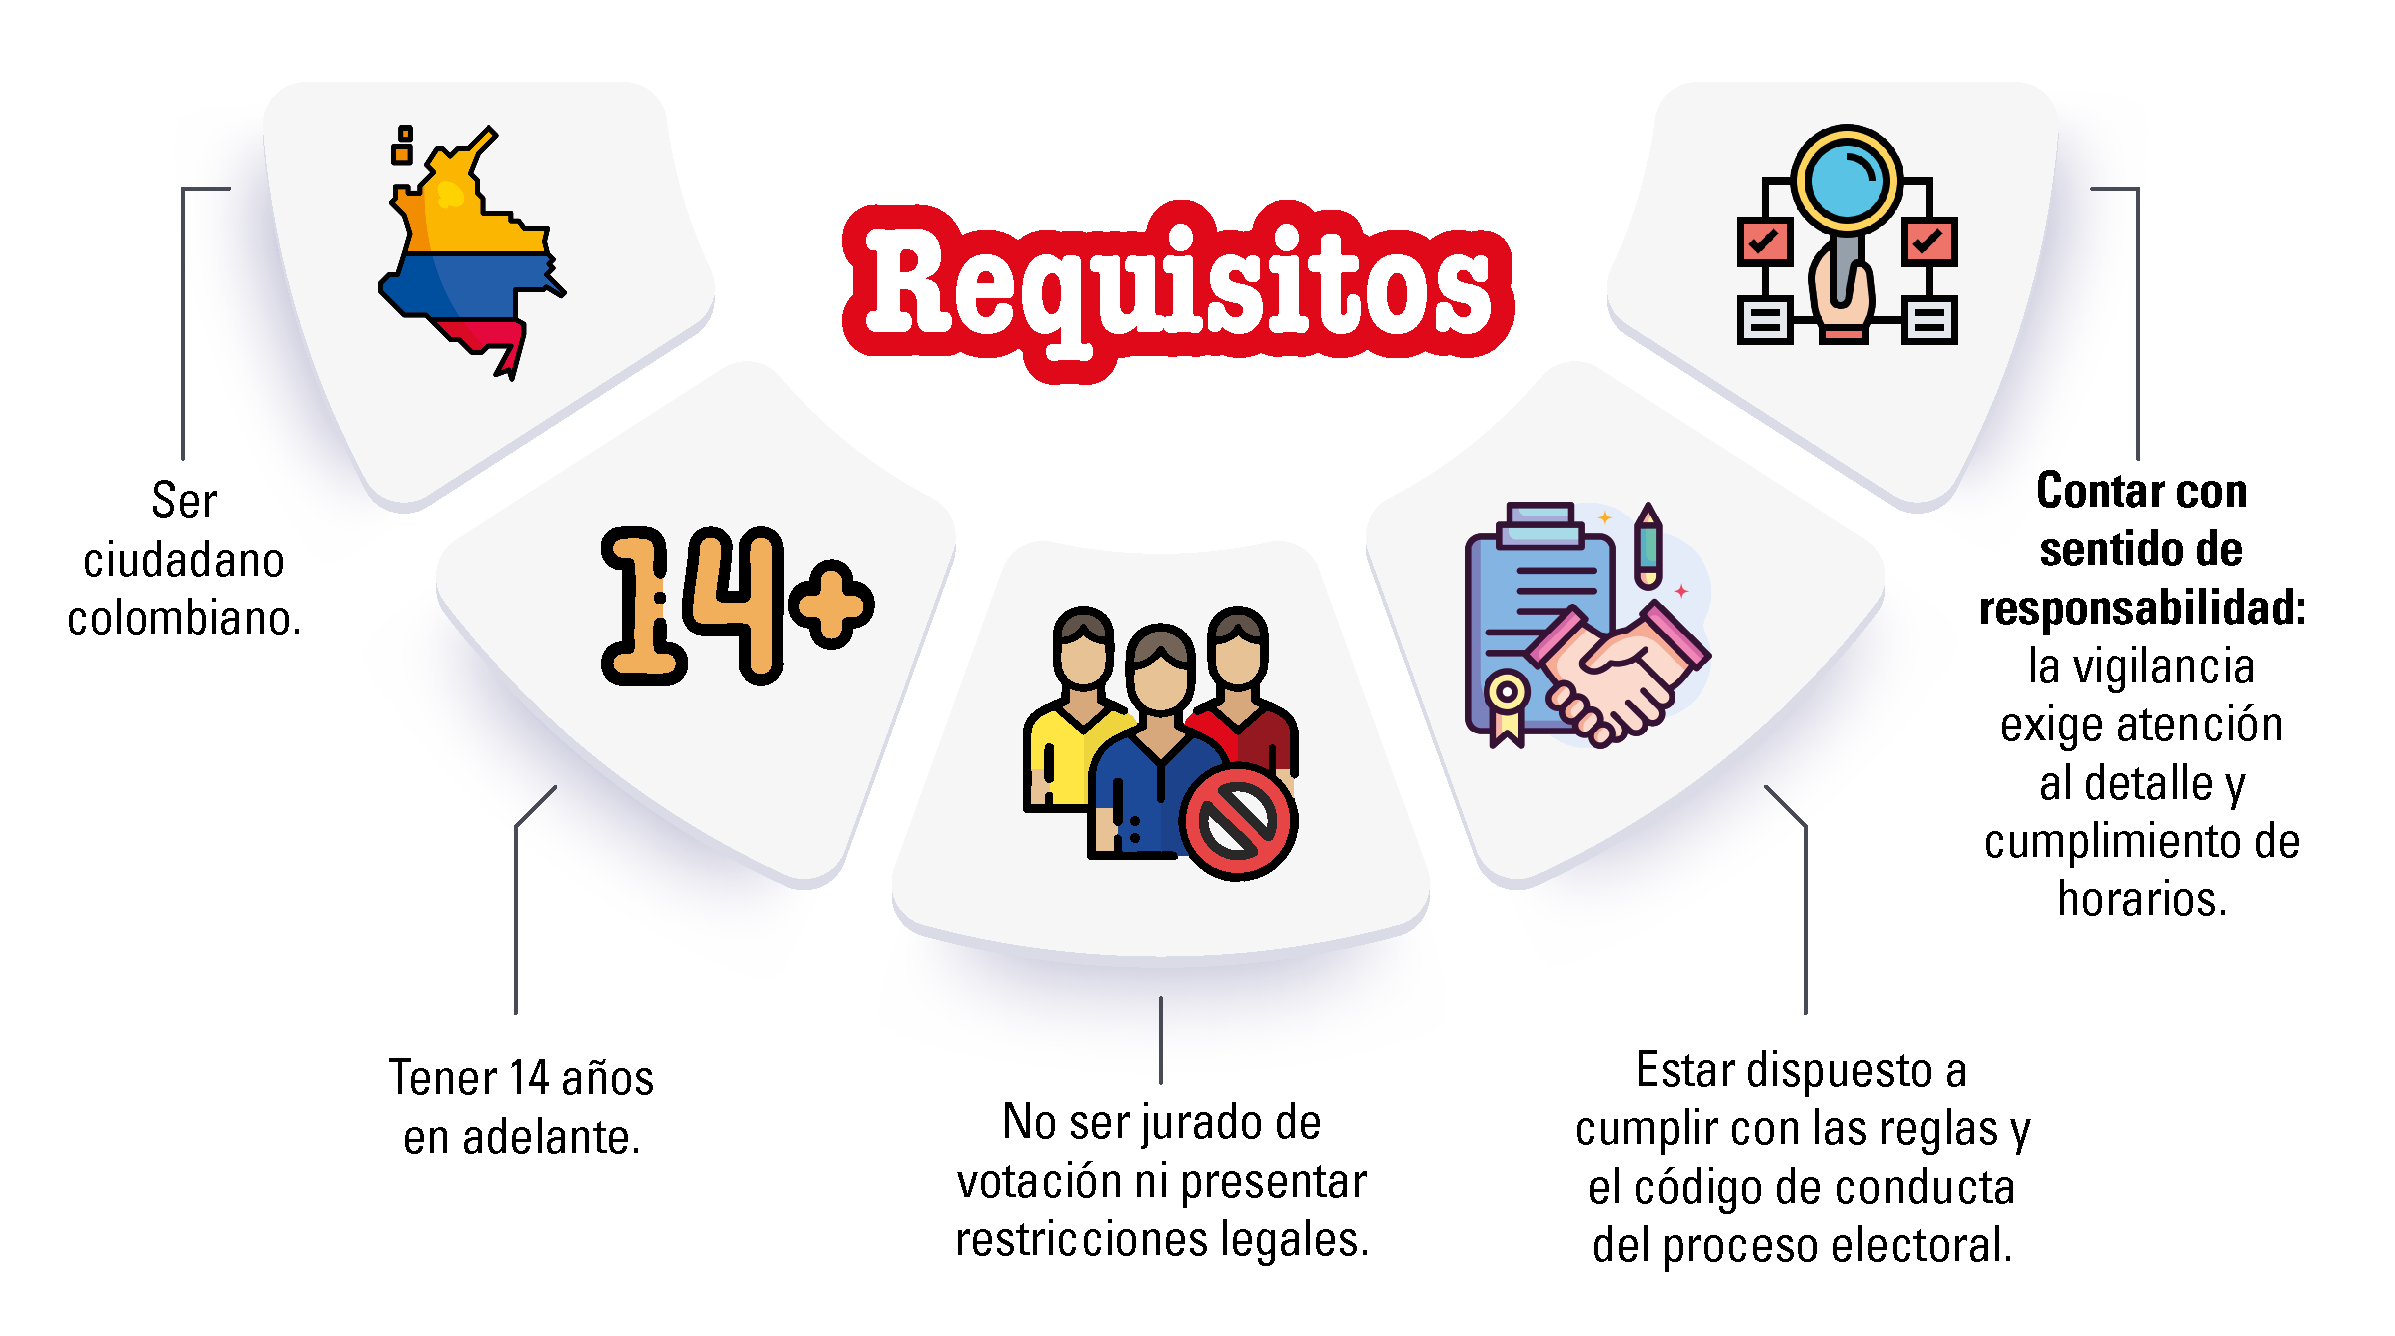 Requisitos
Ser
ciudadano
colombiano.
14+
Tener 14 años
en adelante.
No ser jurado de
votación ni presentar
restricciones legales.
Estar dispuesto a
cumplir con las reglas y
el código de conducta
del proceso electoral.
Contar con
sentido de
responsabilidad:
la vigilancia
exige atención
al detalle y
cumplimiento de
horarios.